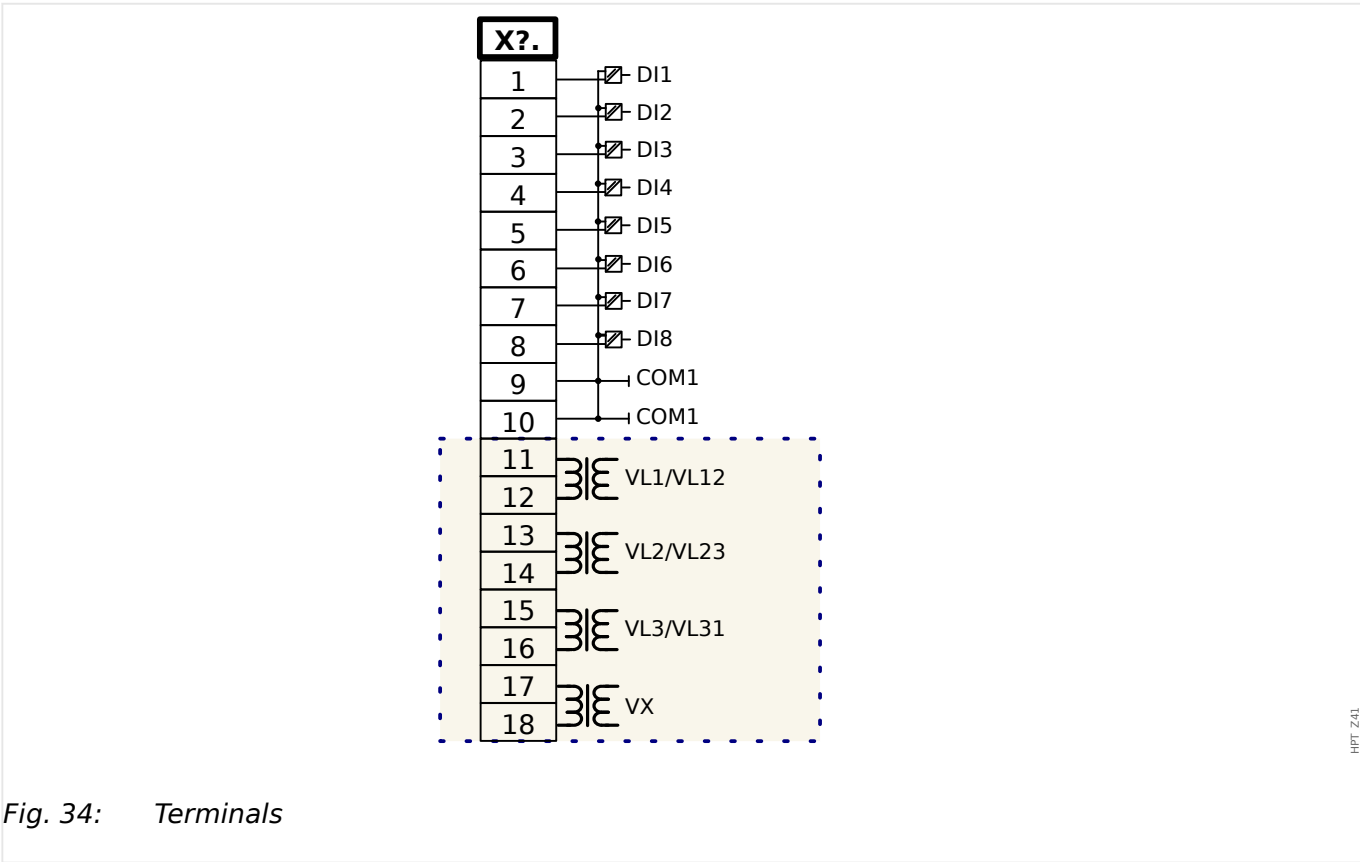 X?.
1 DI1
2 DI2
3 DI3
4 DI4
5 DI5
6 DI6
7 DI7
8 DI8
9 COM1
10 COM1
11
VL1/VL12
12
13
VL2/VL23
14
15
VL3/VL31
16
17
VX
18
HPT_Z41
Fig. 34: Terminals